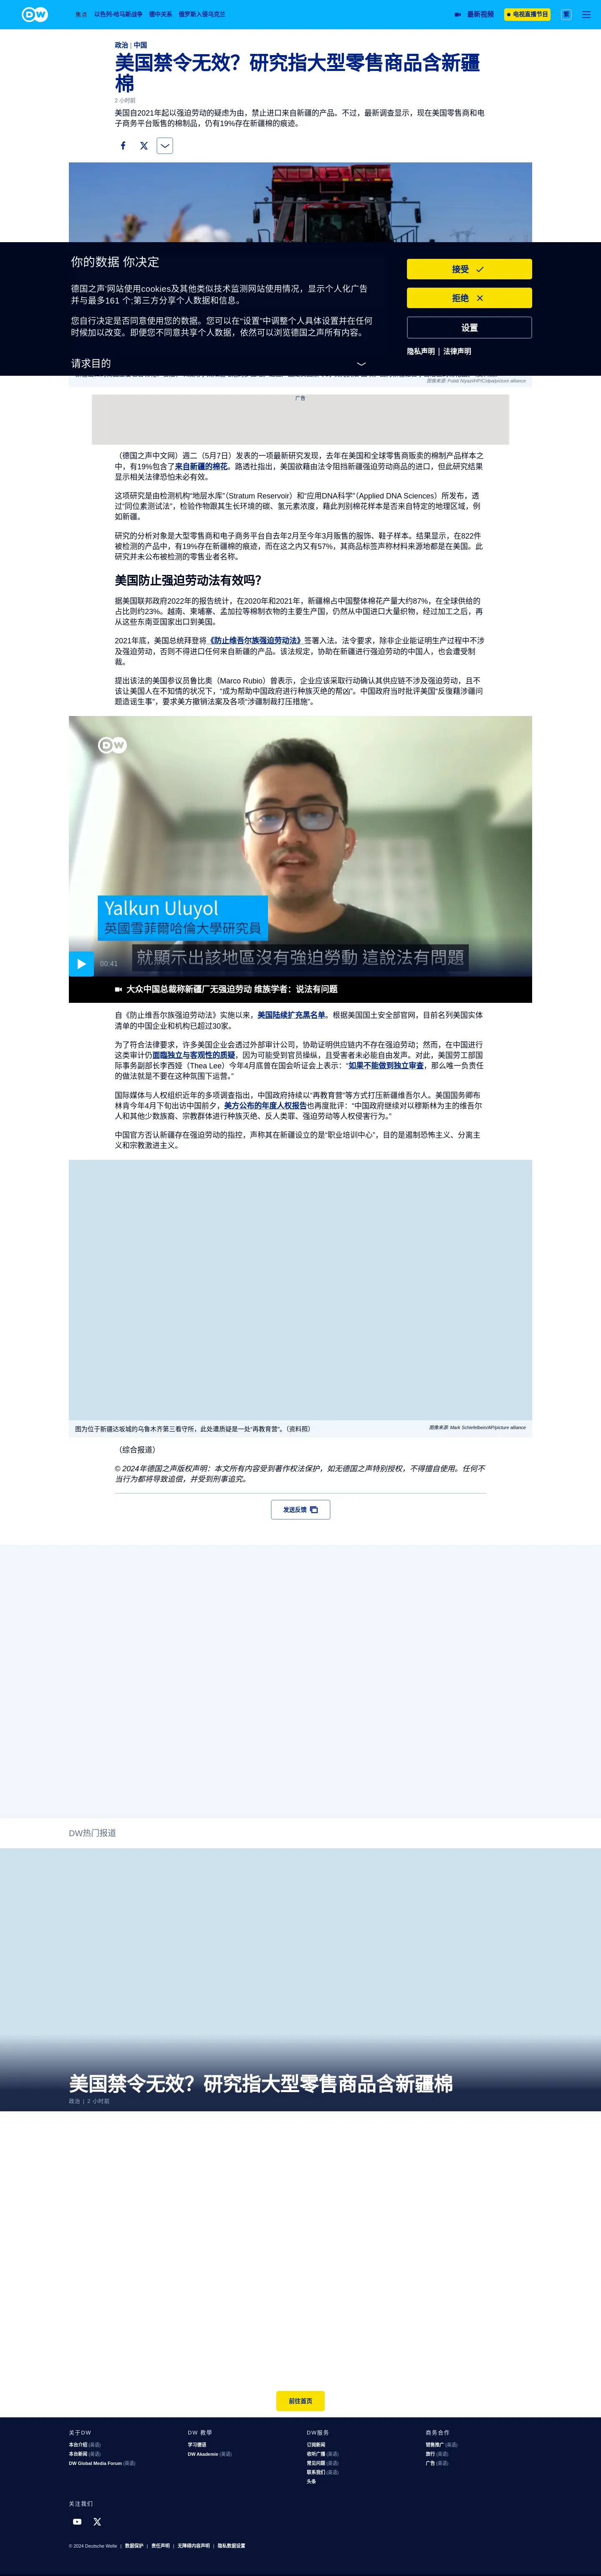 DW
焦点 以色列-哈马斯战争 德中关系 俄罗斯入侵乌克兰 最新视频 电视直播节目 繁
政治 | 中国
美国禁令无效？研究指大型零售商品含新疆
棉
2 小时前
美国自2021年起以强迫劳动的疑虑为由，禁止进口来自新疆的产品。不过，最新调查显示，现在美国零售商和电
子商务平台贩售的棉制品，仍有19%存在新疆棉的痕迹。
你的数据 你决定
德国之声'网站使用cookies及其他类似技术监测网站使用情况，显示个人化广告
并与最多161 个;第三方分享个人数据和信息。
您自行决定是否同意使用您的数据。您可以在"设置"中调整个人具体设置并在任何
时候加以改变。即便您不同意共享个人数据，依然可以浏览德国之声所有内容。
请求目的
接受
拒绝
设置
隐私声明 | 法律声明
图像来源: Pulati Niyazi/HPIC/dpa/picture alliance
广告
（德国之声中文网）週二（5月7日）发表的一项最新研究发现，去年在美国和全球零售商贩卖的棉制产品样本之
中，有19%包含了来自新疆的棉花。路透社指出，美国欲藉由法令阻挡新疆强迫劳动商品的进口，但此研究结果
显示相关法律恐怕未必有效。
这项研究是由检测机构"地层水库"（Stratum Reservoir）和"应用DNA科学"（Applied DNA Sciences）所发布，透
过"同位素测试法"，检验作物跟其生长环境的碳、氢元素浓度，藉此判别棉花样本是否来自特定的地理区域，例
如新疆。
研究的分析对象是大型零售商和电子商务平台自去年2月至今年3月贩售的服饰、鞋子样本。结果显示，在822件
被检测的产品中，有19%存在新疆棉的痕迹，而在这之内又有57%，其商品标签声称材料来源地都是在美国。此
研究并未公布被检测的零售业者名称。
美国防止强迫劳动法有效吗？
据美国联邦政府2022年的报告统计，在2020年和2021年，新疆棉占中国整体棉花产量大约87%，在全球供给的
占比则约23%。越南、柬埔寨、孟加拉等棉制衣物的主要生产国，仍然从中国进口大量织物，经过加工之后，再
从这些东南亚国家出口到美国。
2021年底，美国总统拜登将《防止维吾尔族强迫劳动法》签署入法。法令要求，除非企业能证明生产过程中不涉
及强迫劳动，否则不得进口任何来自新疆的产品。该法规定，协助在新疆进行强迫劳动的中国人，也会遭受制
裁。
提出该法的美国参议员鲁比奥（Marco Rubio）曾表示，企业应该采取行动确认其供应链不涉及强迫劳动，且不
该让美国人在不知情的状况下，"成为帮助中国政府进行种族灭绝的帮凶"。中国政府当时批评美国"反复藉涉疆问
题造谣生事"，要求美方撤销法案及各项"涉疆制裁打压措施"。
DW
Yalkun Uluyol
英國雪菲爾哈倫大學研究員
就顯示出該地區沒有強迫勞動 這說法有問題
00:41
大众中国总裁称新疆厂无强迫劳动 维族学者：说法有问题
自《防止维吾尔族强迫劳动法》实施以来，美国陆续扩充黑名单。根据美国国土安全部官网，目前名列美国实体
清单的中国企业和机构已超过30家。
为了符合法律要求，许多美国企业会透过外部审计公司，协助证明供应链内不存在强迫劳动；然而，在中国进行
这类审计仍面临独立与客观性的质疑，因为可能受到官员操纵，且受害者未必能自由发声。对此，美国劳工部国
际事务副部长李西娅（Thea Lee）今年4月底曾在国会听证会上表示："如果不能做到独立审查，那么唯一负责任
的做法就是不要在这种氛围下运营。"
国际媒体与人权组织近年的多项调查指出，中国政府持续以"再教育营"等方式打压新疆维吾尔人。美国国务卿布
林肯今年4月下旬出访中国前夕，美方公布的年度人权报告也再度批评："中国政府继续对以穆斯林为主的维吾尔
人和其他少数族裔、宗教群体进行种族灭绝、反人类罪、强迫劳动等人权侵害行为。"
中国官方否认新疆存在强迫劳动的指控，声称其在新疆设立的是"职业培训中心"，目的是遏制恐怖主义、分离主
义和宗教激进主义。
图为位于新疆达坂城的乌鲁木齐第三看守所，此处遭质疑是一处"再教育营"。（资料照）
图像来源: Mark Schiefelbein/AP/picture alliance
（综合报道）
© 2024年德国之声版权声明：本文所有内容受到著作权法保护，如无德国之声特别授权，不得擅自使用。任何不
当行为都将导致追偿，并受到刑事追究。
发送反馈
DW热门报道
美国禁令无效？研究指大型零售商品含新疆棉
政治 | 2 小时前
前往首页
关于DW
本台介绍 (英语)
本台新闻 (英语)
DW Global Media Forum (英语)
DW 教學
学习德语
DW Akademie (英语)
DW服务
订阅新闻
收听广播 (英语)
常见问题 (英语)
联系我们 (英语)
头条
商务合作
销售推广 (英语)
旅行 (英语)
广告 (英语)
关注我们
© 2024 Deutsche Welle | 数据保护 | 责任声明 | 无障碍内容声明 | 隐私数据设置